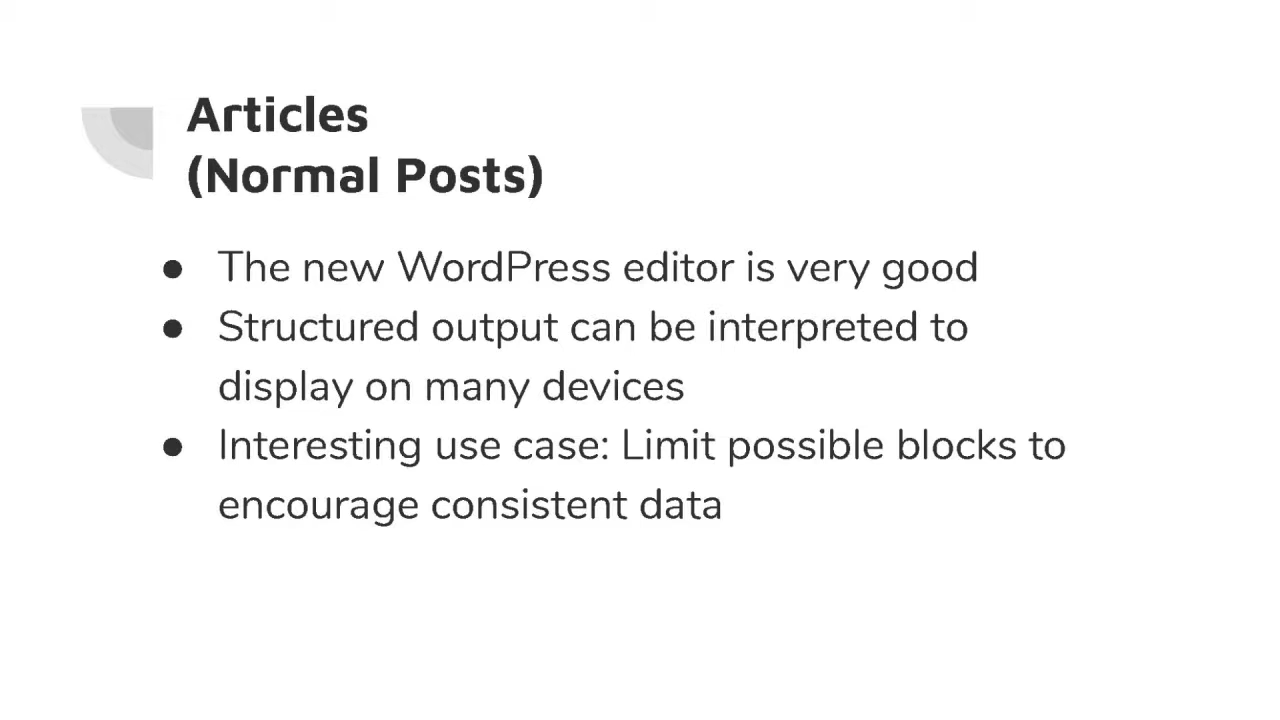 Articles
(Normal Posts)
● The new WordPress editor is very good
● Structured output can be interpreted to
display on many devices
● Interesting use case: Limit possible blocks to
encourage consistent data